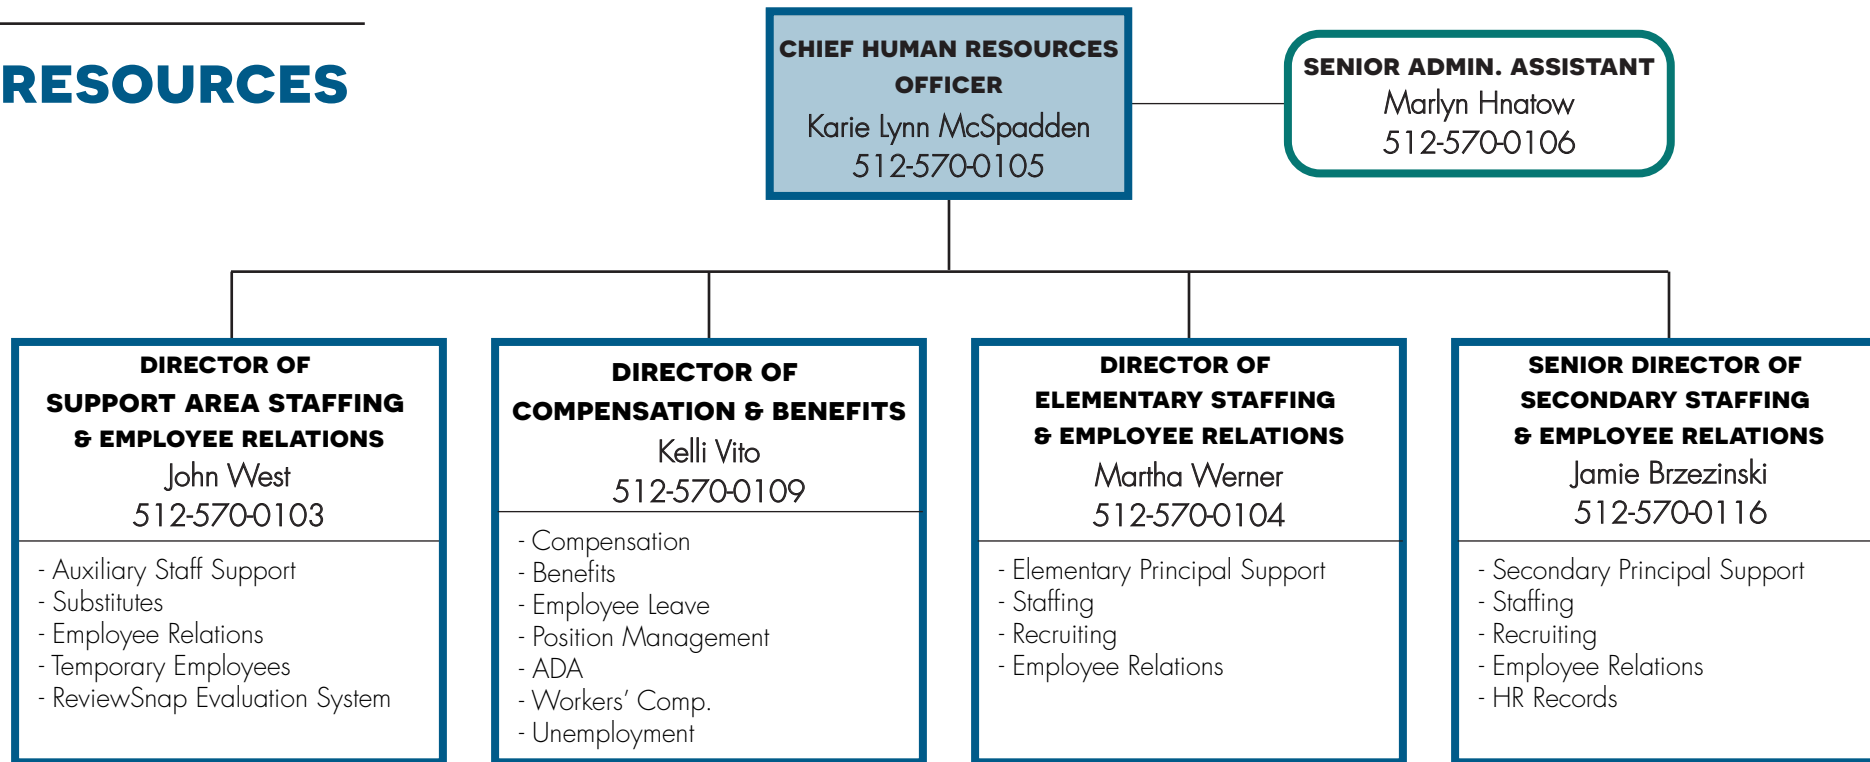 RESOURCES
CHIEF HUMAN RESOURCES
OFFICER
Karie Lynn McSpadden
512-570-0105
SENIOR ADMIN. ASSISTANT
Marlyn Hnatow
512-570-0106
DIRECTOR OF
SUPPORT AREA STAFFING
& EMPLOYEE RELATIONS
John West
512-570-0103
- Auxiliary Staff Support
- Substitutes
- Employee Relations
- Temporary Employees
- ReviewSnap Evaluation System
DIRECTOR OF
COMPENSATION & BENEFITS
Kelli Vito
512-570-0109
- Compensation
- Benefits
- Employee Leave
- Position Management
- ADA
- Workers’ Comp.
- Unemployment
DIRECTOR OF
ELEMENTARY STAFFING
& EMPLOYEE RELATIONS
Martha Werner
512-570-0104
- Elementary Principal Support
- Staffing
- Recruiting
- Employee Relations
SENIOR DIRECTOR OF
SECONDARY STAFFING
& EMPLOYEE RELATIONS
Jamie Brzezinski
512-570-0116
- Secondary Principal Support
- Staffing
- Recruiting
- Employee Relations
- HR Records